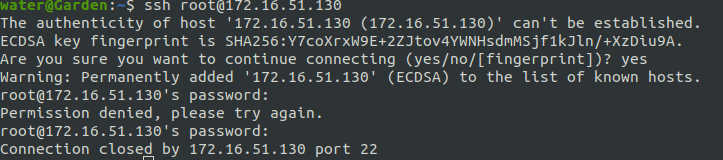 water@Garden:~$ ssh root@172.16.51.130
The authenticity of host '172.16.51.130 (172.16.51.130)' can't be established.
ECDSA key fingerprint is SHA256:Y7coXrxW9E+2ZJtov4YWNHsdmMSjf1kJln/+XzDiu9A.
Are you sure you want to continue connecting (yes/no/[fingerprint])? yes
Warning: Permanently added '172.16.51.130' (ECDSA) to the list of known hosts.
root@172.16.51.130's password:
Permission denied, please try again.
root@172.16.51.130's password:
Connection closed by 172.16.51.130 port 22